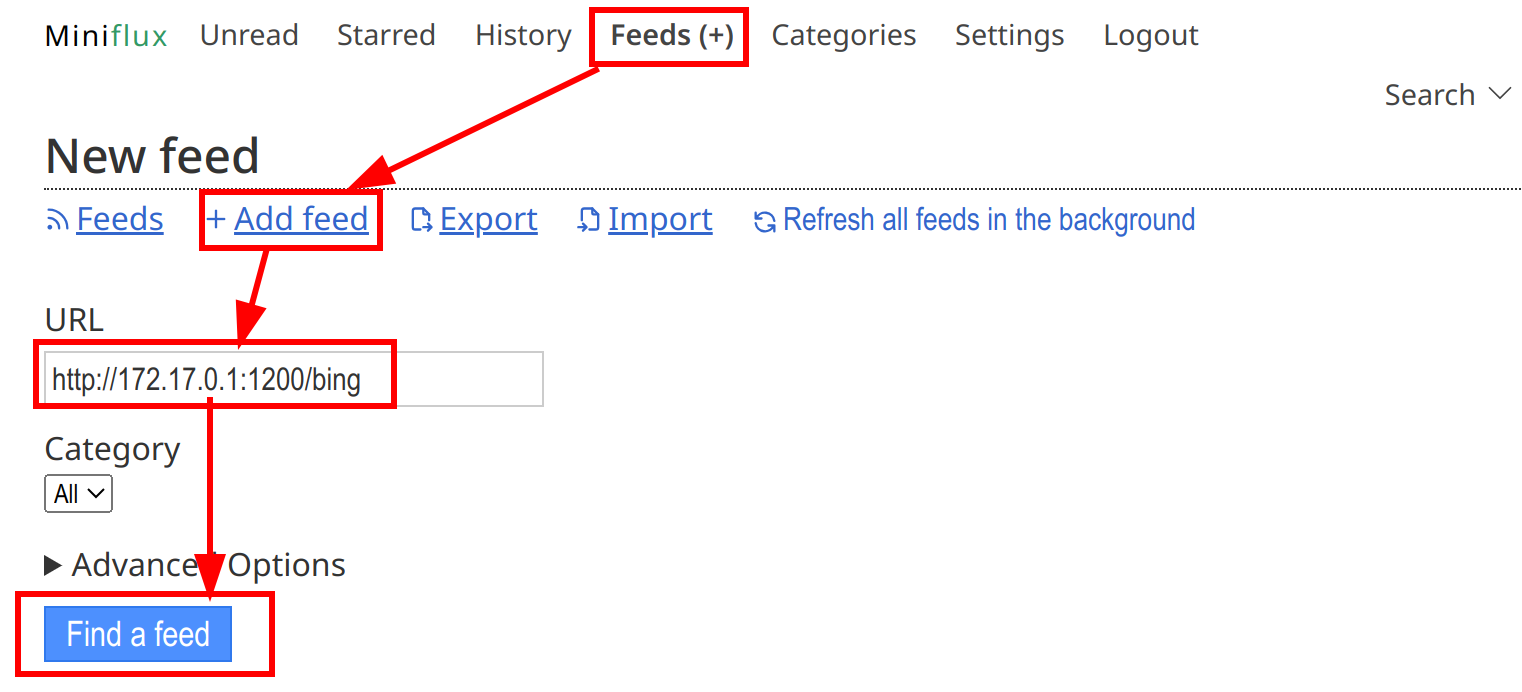 Miniflux Unread Starred History Feeds (+) Categories Settings Logout
Search
New feed
Feeds + Add feed Export Import Refresh all feeds in the background
URL
http://172.17.0.1:1200/bing
Category
All
Advanced Options
Find a feed